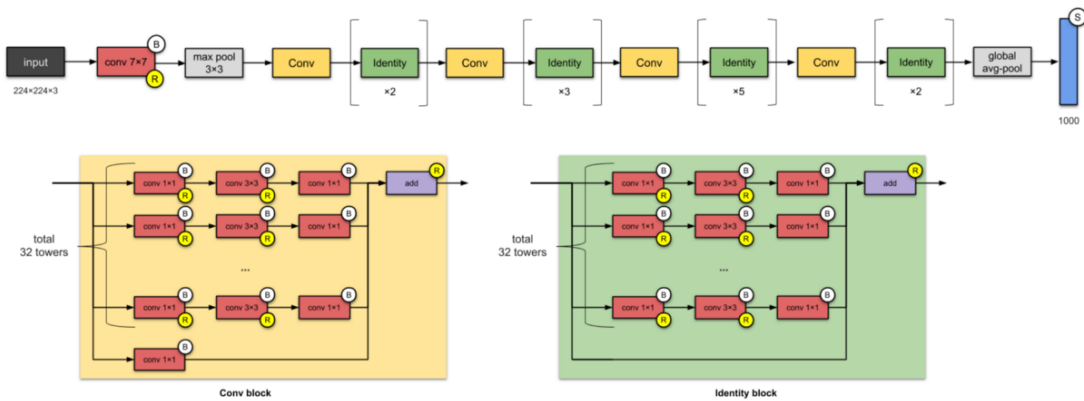 S
B
input
conv 7×7
max pool
3×3
Conv
Identity
Conv
Identity
Conv
Identity
Conv
Identity
global
avg-pool
R
224×224×3
×2
×3
×5
×2
1000
B B B R
conv 1×1 conv 3×3 conv 1×1 add
R R
B B B
conv 1×1 conv 3×3 conv 1×1
R R
total
32 towers
...
B B B
conv 1×1 conv 3×3 conv 1×1
R R
B
conv 1×1
Conv block
B B B R
conv 1×1 conv 3×3 conv 1×1 add
R R
B B B
conv 1×1 conv 3×3 conv 1×1
R R
total
32 towers
...
B B B
conv 1×1 conv 3×3 conv 1×1
R R
Identity block